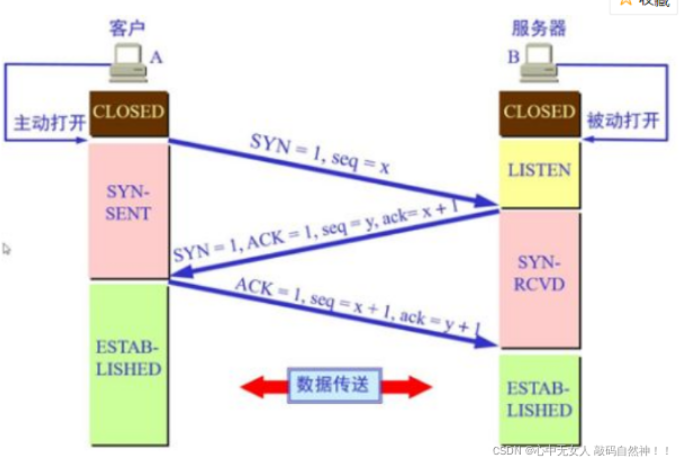 收藏
客户
服务器
A
B
CLOSED
CLOSED
主动打开
被动打开
SYN = 1, seq = x
LISTEN
SYN-
SENT
SYN = 1, ACK = 1, seq = y, ack= x + 1
SYN-
RCVD
ACK = 1, seq = x + 1, ack = y + 1
ESTAB-
LISHED
数据传送
ESTAB-
LISHED
CSDN @心中无女人 敲码自然神！！